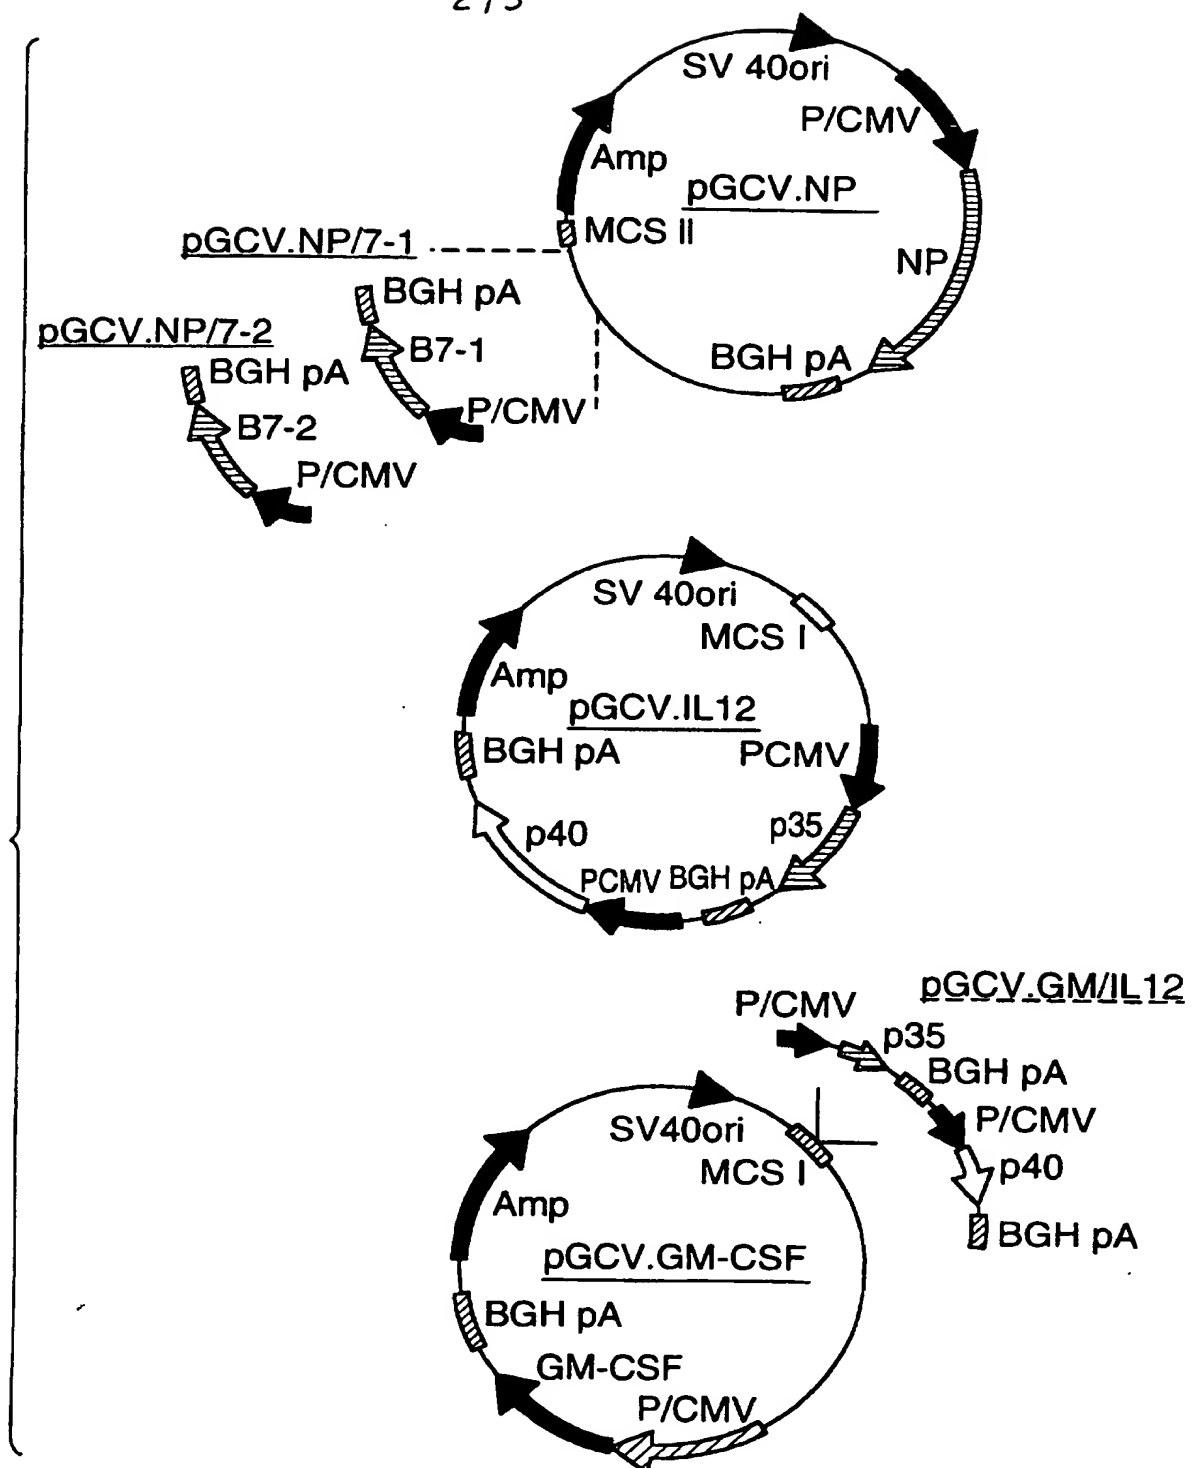 2/3
SV 40ori
P/CMV
Amp
pGCV.NP
MCS II
pGCV.NP/7-1
NP
BGH pA
pGCV.NP/7-2
B7-1
BGH pA
BGH pA
P/CMV
B7-2
P/CMV
SV 40ori
MCS I
Amp
pGCV.IL12
BGH pA
PCMV
p35
p40
PCMV
BGH pA
pGCV.GM/IL12
P/CMV
p35
BGH pA
P/CMV
p40
BGH pA
SV40ori
MCS I
Amp
pGCV.GM-CSF
BGH pA
GM-CSF
P/CMV